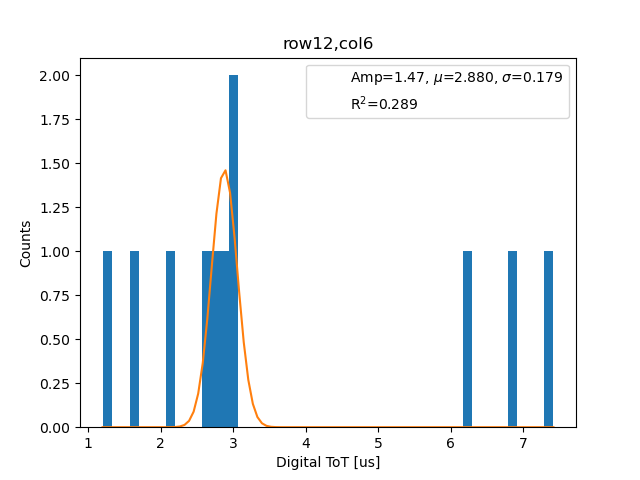 row12,col6
Amp=1.47, μ=2.880, σ=0.179
R²=0.289
Counts
2.00
1.75
1.50
1.25
1.00
0.75
0.50
0.25
0.00
1 2 3 4 5 6 7
Digital ToT [us]